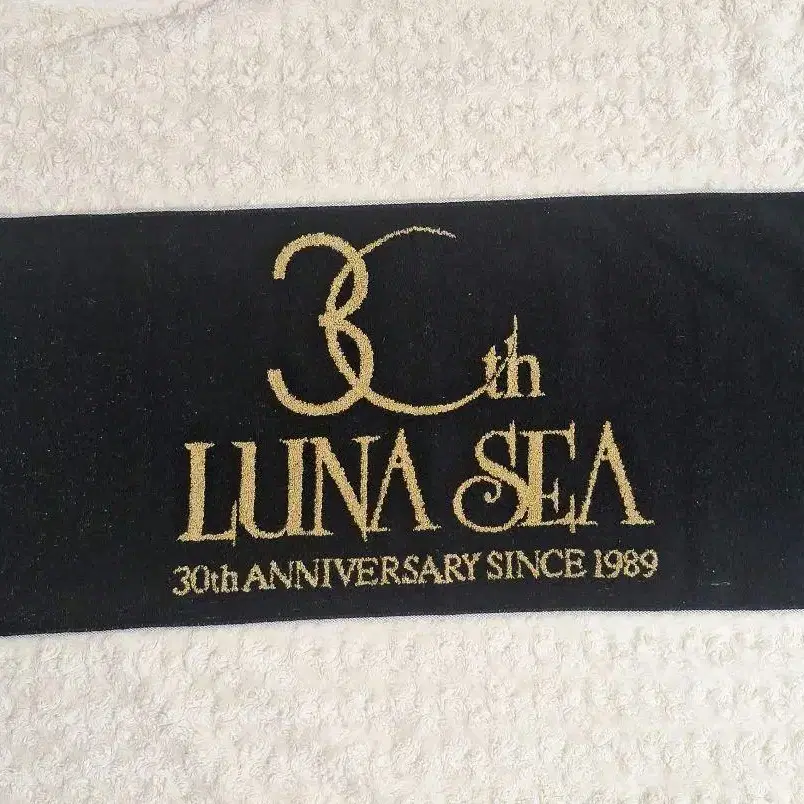 30th
LUNA SEA
30th ANNIVERSARY SINCE 1989